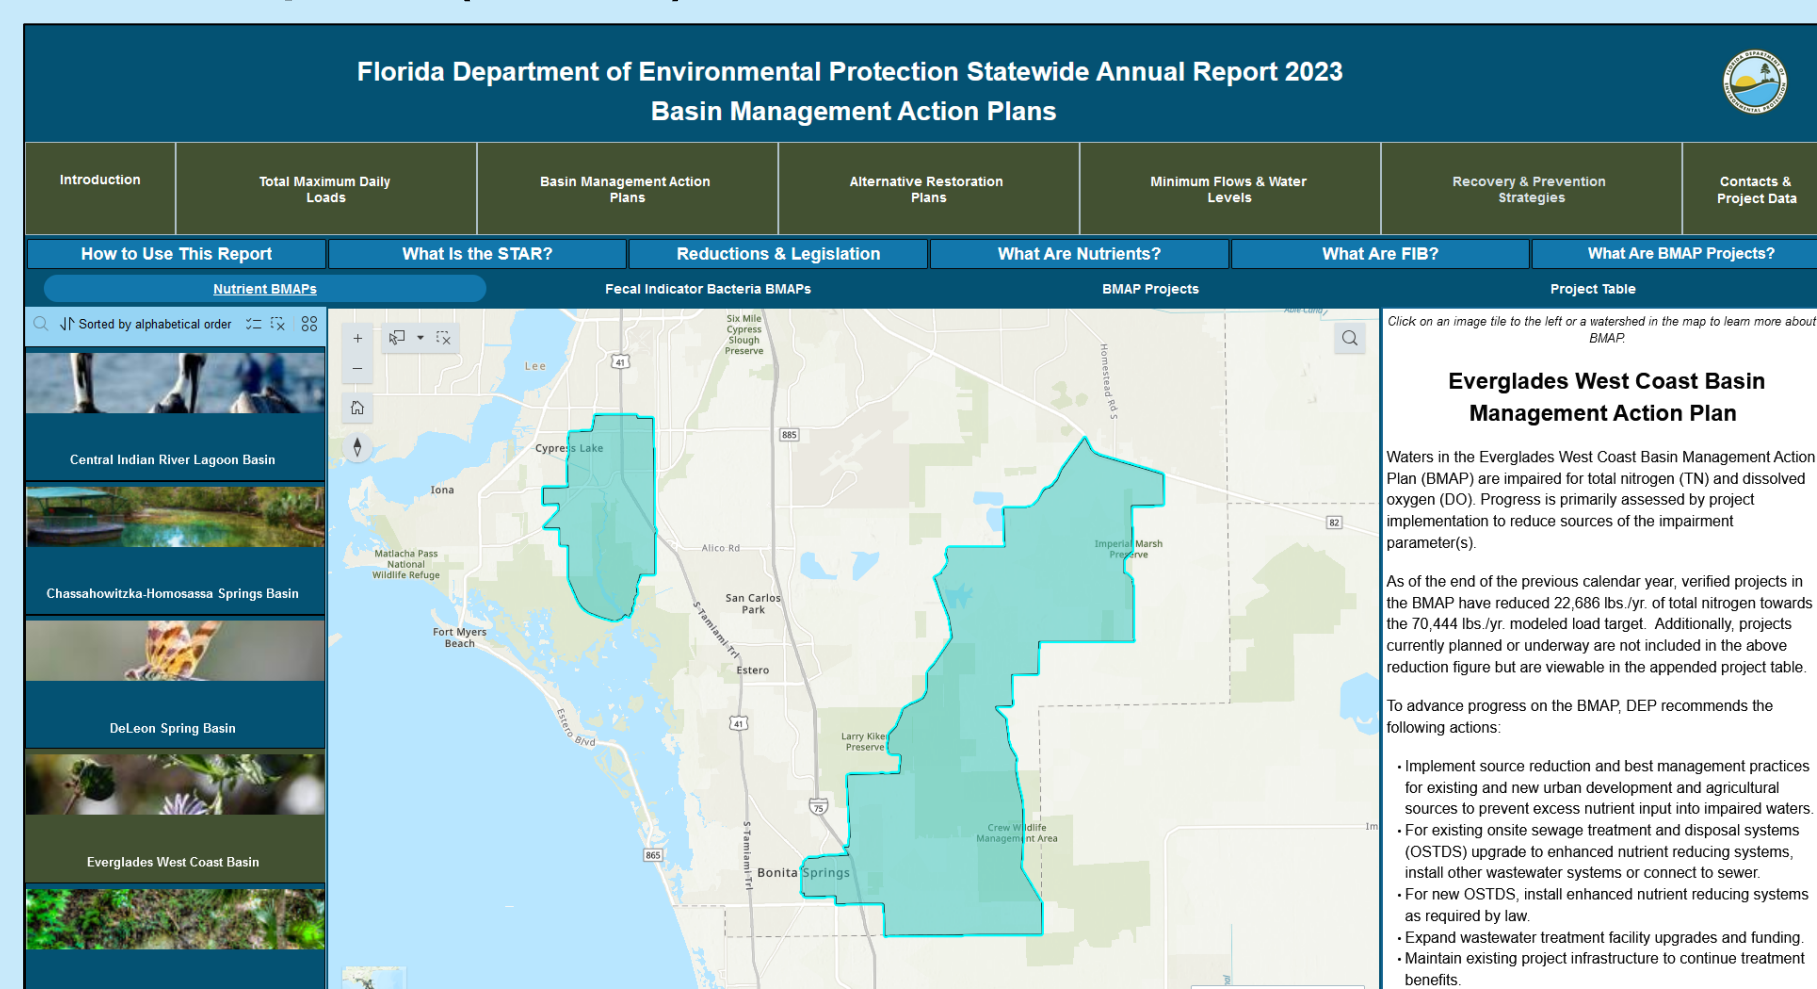 Florida Department of Environmental Protection Statewide Annual Report 2023
Basin Management Action Plans
Introduction
Total Maximum Daily
Loads
Basin Management Action
Plans
Alternative Restoration
Plans
Minimum Flows & Water
Levels
Recovery & Prevention
Strategies
Contacts &
Project Data
How to Use This Report
What Is the STAR?
Reductions & Legislation
What Are Nutrients?
What Are FIB?
What Are BMAP Projects?
Nutrient BMAPs
Fecal Indicator Bacteria BMAPs
BMAP Projects
Project Table
Sorted by alphabetical order
Central Indian River Lagoon Basin
Chassahowitzka-Homosassa Springs Basin
DeLeon Spring Basin
Everglades West Coast Basin
Six Mile
Cypress
Slough
Preserve
Lee
41
Homestead Rd S
885
Cypress Lake
Iona
82
Imperial Marsh
Preserve
Alico Rd
Matlacha Pass
National
Wildlife Refuge
San Carlos
Park
S Tamiami Trl
Fort Myers
Beach
Estero
Estero Blvd
41
Larry Kiker
Preserve
75
S Tamiami Trl
Crew Wildlife
Management Area
Im
865
Bonita Springs
Click on an image tile to the left or a watershed in the map to learn more about
BMAP.
Everglades West Coast Basin
Management Action Plan
Waters in the Everglades West Coast Basin Management Action
Plan (BMAP) are impaired for total nitrogen (TN) and dissolved
oxygen (DO). Progress is primarily assessed by project
implementation to reduce sources of the impairment
parameter(s).
As of the end of the previous calendar year, verified projects in
the BMAP have reduced 22,686 lbs./yr. of total nitrogen towards
the 70,444 lbs./yr. modeled load target. Additionally, projects
currently planned or underway are not included in the above
reduction figure but are viewable in the appended project table.
To advance progress on the BMAP, DEP recommends the
following actions:
• Implement source reduction and best management practices
for existing and new urban development and agricultural
sources to prevent excess nutrient input into impaired waters.
• For existing onsite sewage treatment and disposal systems
(OSTDS) upgrade to enhanced nutrient reducing systems,
install other wastewater systems or connect to sewer.
• For new OSTDS, install enhanced nutrient reducing systems
as required by law.
• Expand wastewater treatment facility upgrades and funding.
• Maintain existing project infrastructure to continue treatment
benefits.